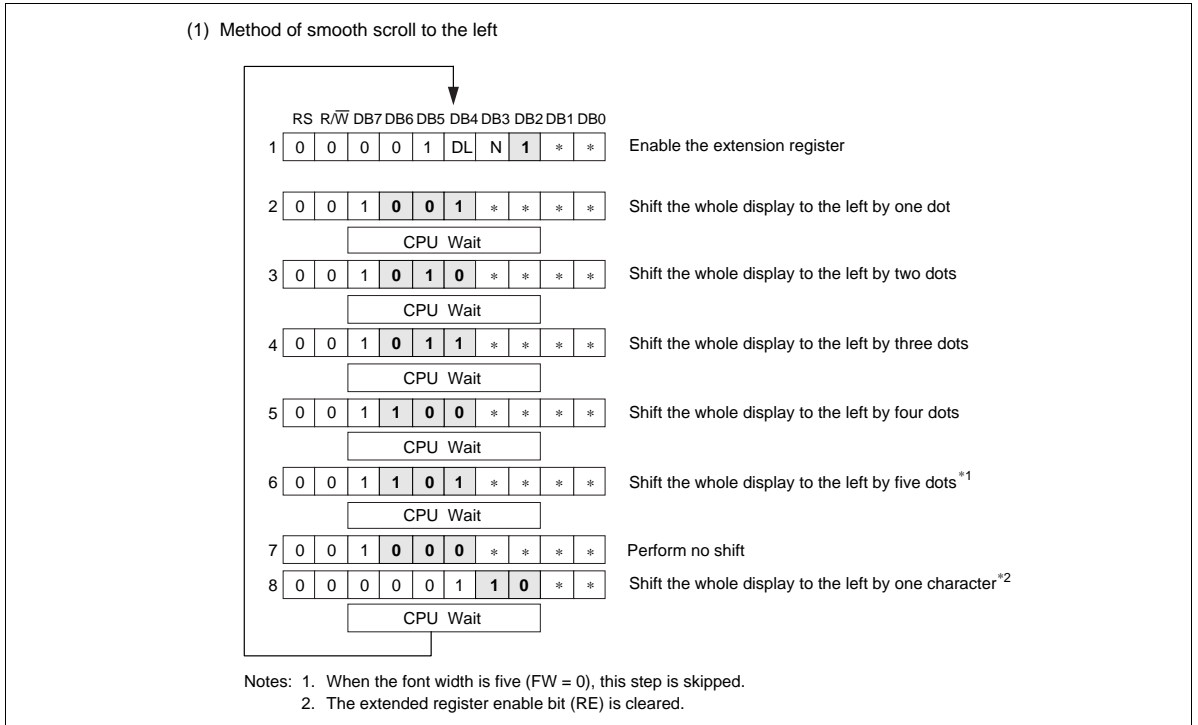 (1) Method of smooth scroll to the left
RS R/W̅ DB7 DB6 DB5 DB4 DB3 DB2 DB1 DB0
1 0 0 0 0 1 DL N 1 * * Enable the extension register
2 0 0 1 0 0 1 * * * * Shift the whole display to the left by one dot
CPU Wait
3 0 0 1 0 1 0 * * * * Shift the whole display to the left by two dots
CPU Wait
4 0 0 1 0 1 1 * * * * Shift the whole display to the left by three dots
CPU Wait
5 0 0 1 1 0 0 * * * * Shift the whole display to the left by four dots
CPU Wait
6 0 0 1 1 0 1 * * * * Shift the whole display to the left by five dots*1
CPU Wait
7 0 0 1 0 0 0 * * * * Perform no shift
8 0 0 0 0 0 1 1 0 * * Shift the whole display to the left by one character*2
CPU Wait
Notes: 1. When the font width is five (FW = 0), this step is skipped.
2. The extended register enable bit (RE) is cleared.